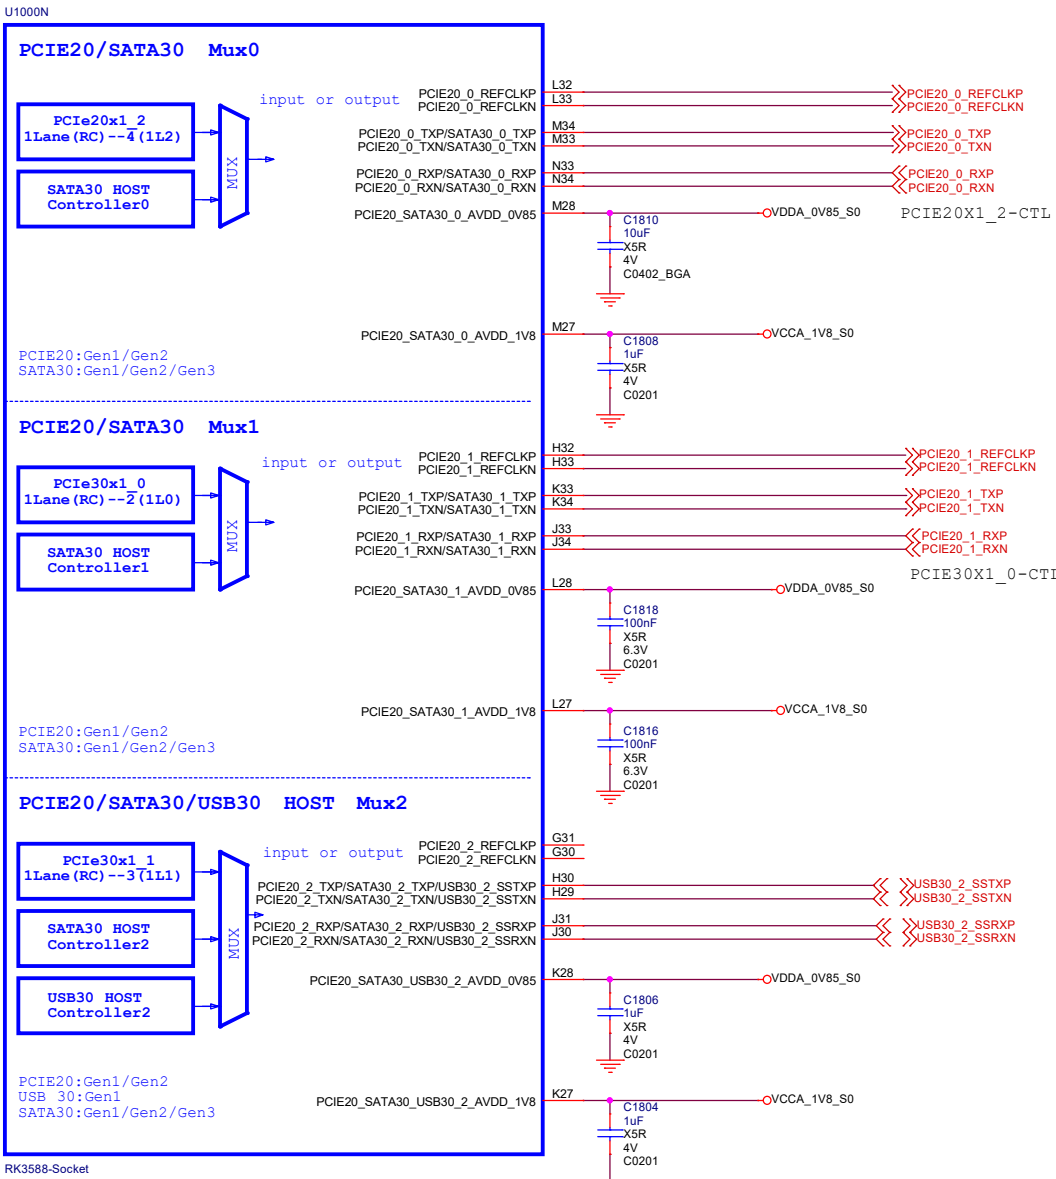 U1000N
PCIE20/SATA30 Mux0
input or output
PCIe20x1_2
1Lane(RC)--4(1L2)
SATA30 HOST
Controller0
MUX
PCIE20_0_REFCLKP L32 PCIE20_0_REFCLKP
PCIE20_0_REFCLKN L33 PCIE20_0_REFCLKN
PCIE20_0_TXP/SATA30_0_TXP M34 PCIE20_0_TXP
PCIE20_0_TXN/SATA30_0_TXN M33 PCIE20_0_TXN
PCIE20_0_RXP/SATA30_0_RXP N33 PCIE20_0_RXP
PCIE20_0_RXN/SATA30_0_RXN N34 PCIE20_0_RXN
PCIE20_SATA30_0_AVDD_0V85 M28 VDDA_0V85_S0 PCIE20X1_2-CTL
C1810
10uF
X5R
4V
C0402_BGA
PCIE20_SATA30_0_AVDD_1V8 M27 VCCA_1V8_S0
C1808
1uF
X5R
4V
C0201
PCIE20:Gen1/Gen2
SATA30:Gen1/Gen2/Gen3
PCIE20/SATA30 Mux1
input or output
PCIe30x1_0
1Lane(RC)--2(1L0)
SATA30 HOST
Controller1
MUX
PCIE20_1_REFCLKP H32 PCIE20_1_REFCLKP
PCIE20_1_REFCLKN H33 PCIE20_1_REFCLKN
PCIE20_1_TXP/SATA30_1_TXP K33 PCIE20_1_TXP
PCIE20_1_TXN/SATA30_1_TXN K34 PCIE20_1_TXN
PCIE20_1_RXP/SATA30_1_RXP J33 PCIE20_1_RXP
PCIE20_1_RXN/SATA30_1_RXN J34 PCIE20_1_RXN
PCIE30X1_0-CTL
PCIE20_SATA30_1_AVDD_0V85 L28 VDDA_0V85_S0
C1818
100nF
X5R
6.3V
C0201
PCIE20_SATA30_1_AVDD_1V8 L27 VCCA_1V8_S0
C1816
100nF
X5R
6.3V
C0201
PCIE20:Gen1/Gen2
SATA30:Gen1/Gen2/Gen3
PCIE20/SATA30/USB30 HOST Mux2
input or output
PCIe30x1_1
1Lane(RC)--3(1L1)
SATA30 HOST
Controller2
USB30 HOST
Controller2
MUX
PCIE20_2_REFCLKP G31
PCIE20_2_REFCLKN G30
PCIE20_2_TXP/SATA30_2_TXP/USB30_2_SSTXP H30 USB30_2_SSTXP
PCIE20_2_TXN/SATA30_2_TXN/USB30_2_SSTXN H29 USB30_2_SSTXN
PCIE20_2_RXP/SATA30_2_RXP/USB30_2_SSRXP J31 USB30_2_SSRXP
PCIE20_2_RXN/SATA30_2_RXN/USB30_2_SSRXN J30 USB30_2_SSRXN
PCIE20_SATA30_USB30_2_AVDD_0V85 K28 VDDA_0V85_S0
C1806
1uF
X5R
4V
C0201
PCIE20_SATA30_USB30_2_AVDD_1V8 K27 VCCA_1V8_S0
C1804
1uF
X5R
4V
C0201
PCIE20:Gen1/Gen2
USB 30:Gen1
SATA30:Gen1/Gen2/Gen3
RK3588-Socket